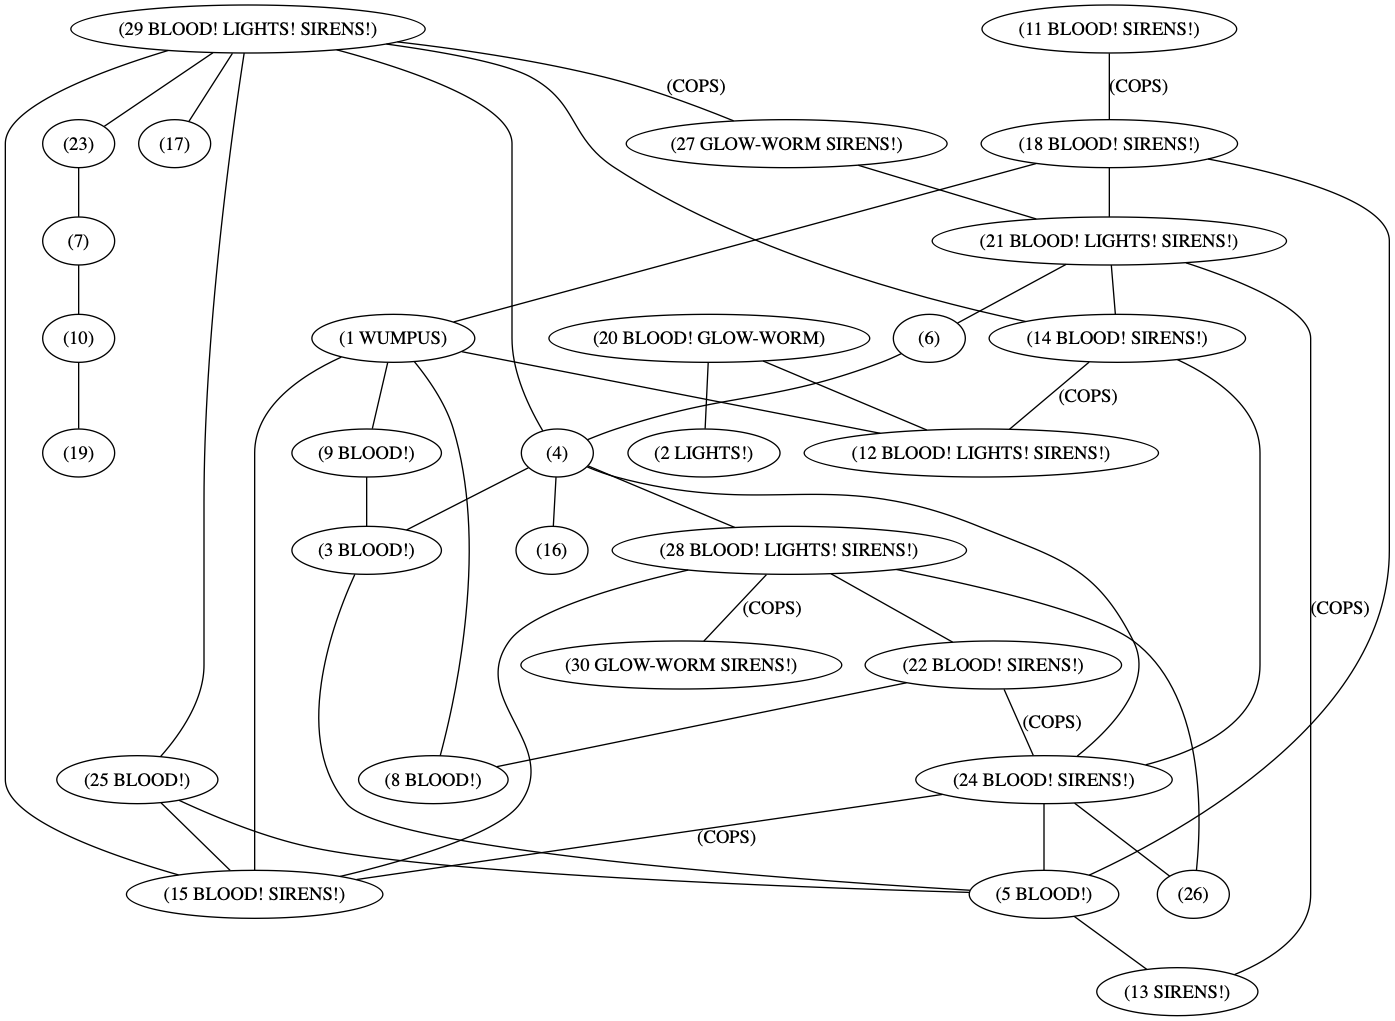 (29 BLOOD! LIGHTS! SIRENS!)
(11 BLOOD! SIRENS!)
(COPS)
(COPS)
(23)
(17)
(27 GLOW-WORM SIRENS!)
(18 BLOOD! SIRENS!)
(7)
(21 BLOOD! LIGHTS! SIRENS!)
(10)
(1 WUMPUS)
(20 BLOOD! GLOW-WORM)
(6)
(14 BLOOD! SIRENS!)
(COPS)
(19)
(9 BLOOD!)
(4)
(2 LIGHTS!)
(12 BLOOD! LIGHTS! SIRENS!)
(3 BLOOD!)
(16)
(28 BLOOD! LIGHTS! SIRENS!)
(COPS)
(COPS)
(30 GLOW-WORM SIRENS!)
(22 BLOOD! SIRENS!)
(COPS)
(25 BLOOD!)
(8 BLOOD!)
(24 BLOOD! SIRENS!)
(COPS)
(15 BLOOD! SIRENS!)
(5 BLOOD!)
(26)
(13 SIRENS!)